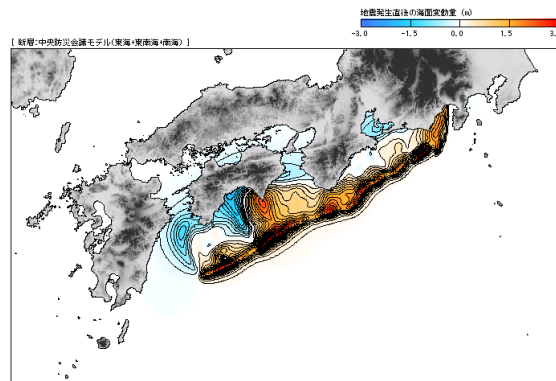 地震発生直後の海面変動量 (m)
-3.0 -1.5 0.0 1.5 3.
[ 断層:中央防災会議モデル(東海+東南海+南海) ]